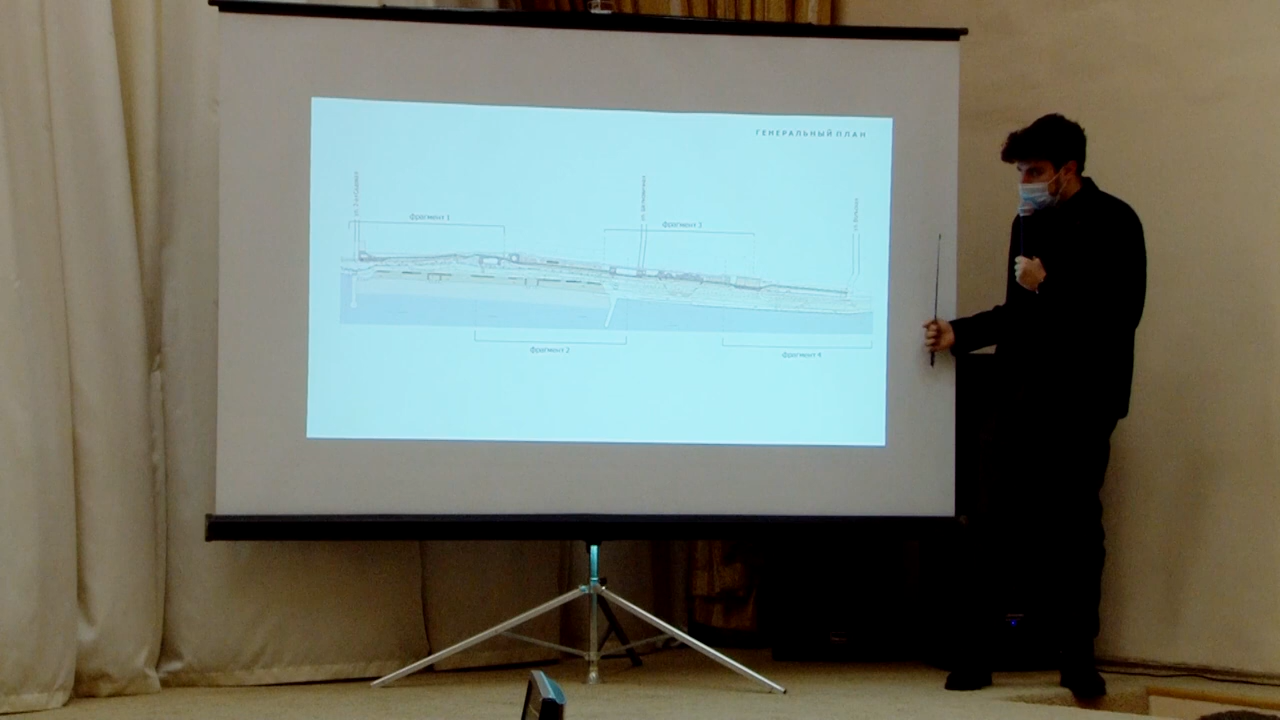 ГЕНЕРАЛЬНЫЙ ПЛАН
фрагмент 1
фрагмент 3
фрагмент 2
фрагмент 4